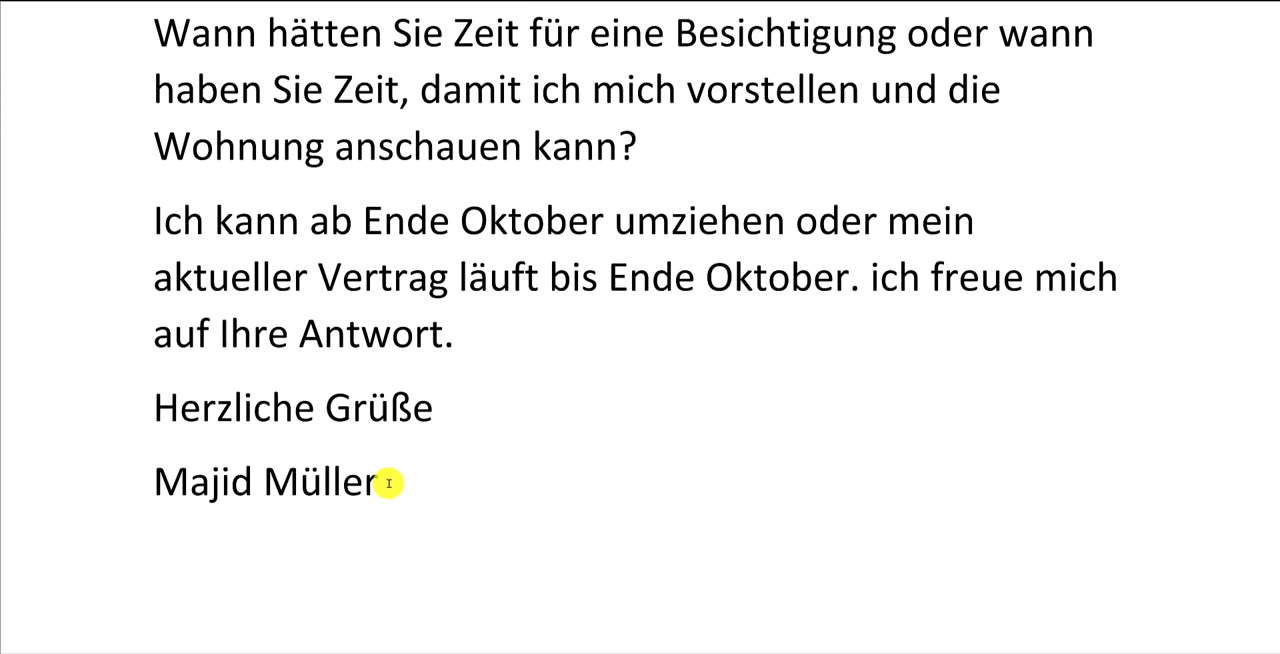 Wann hätten Sie Zeit für eine Besichtigung oder wann
haben Sie Zeit, damit ich mich vorstellen und die
Wohnung anschauen kann?
Ich kann ab Ende Oktober umziehen oder mein
aktueller Vertrag läuft bis Ende Oktober. ich freue mich
auf Ihre Antwort.
Herzliche Grüße
Majid Müller